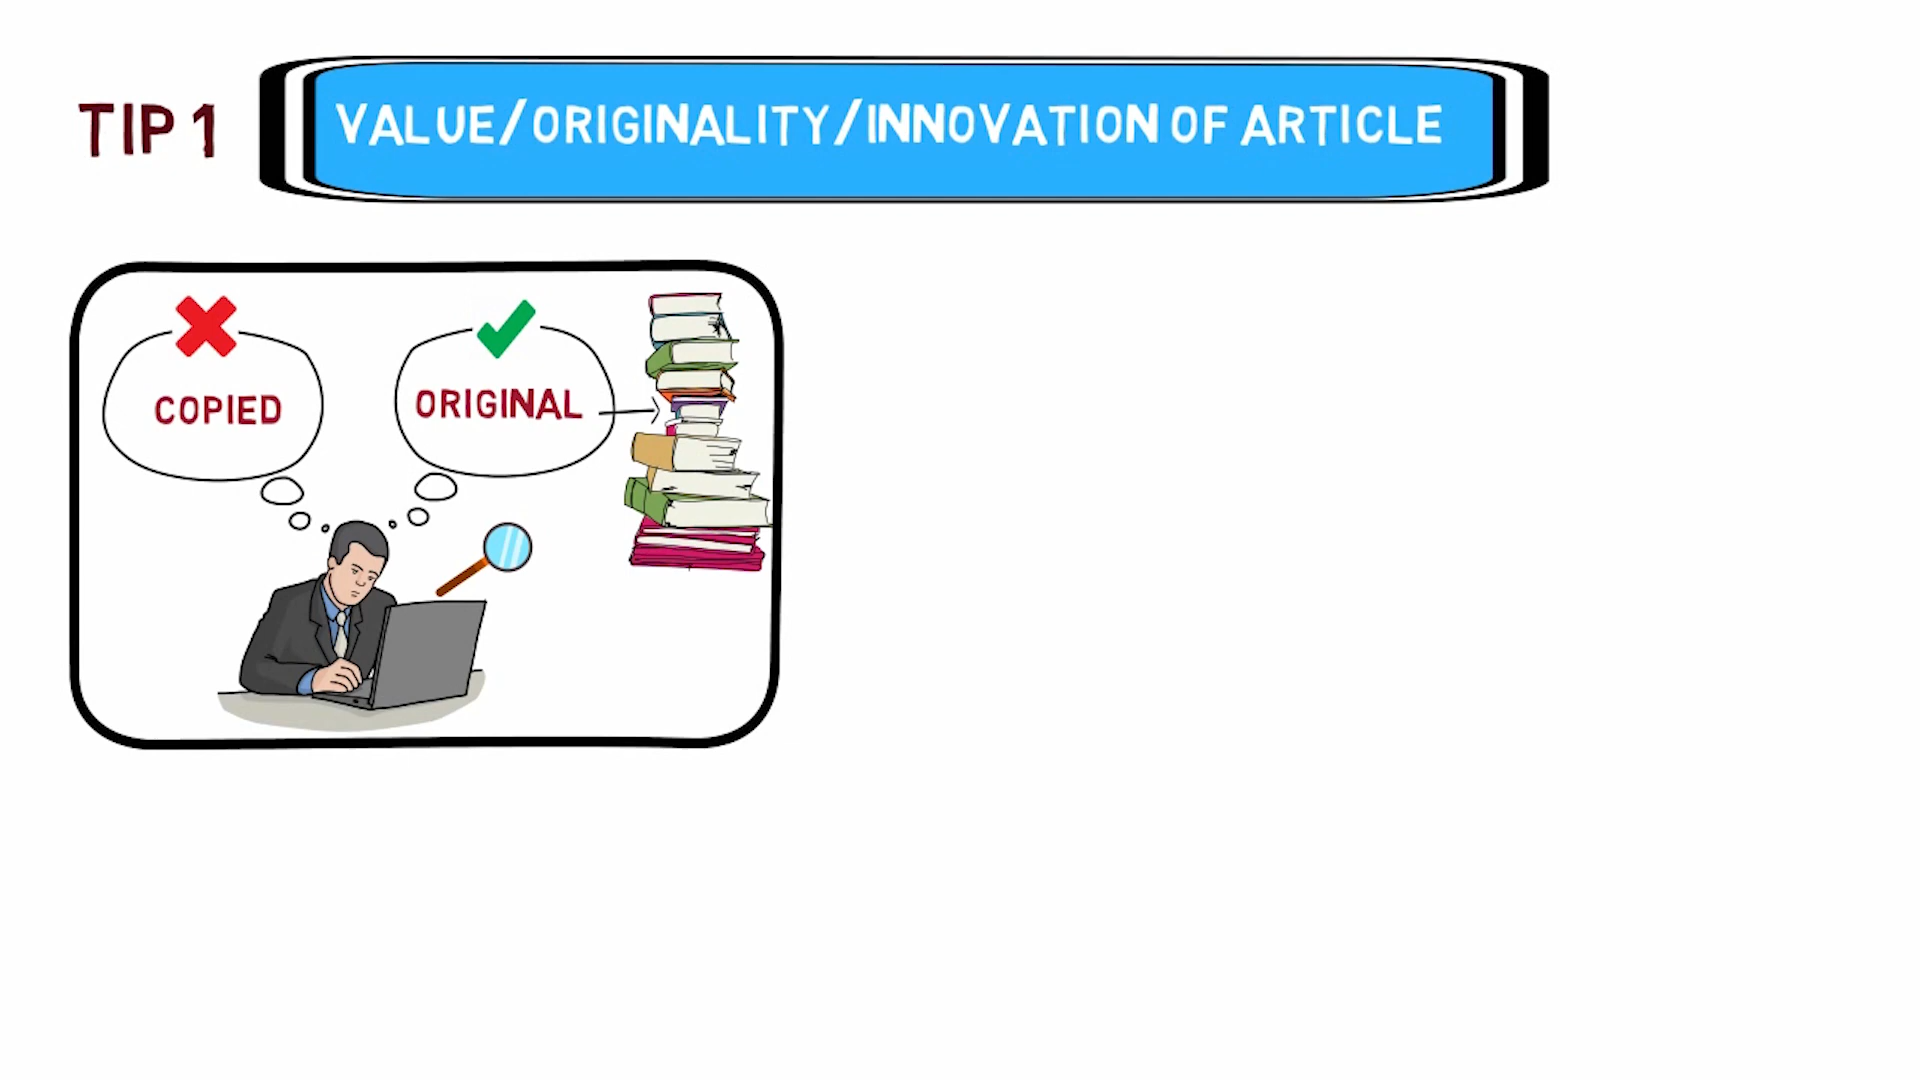 TIP 1
VALUE/ORIGINALITY/INNOVATION OF ARTICLE
COPIED
ORIGINAL